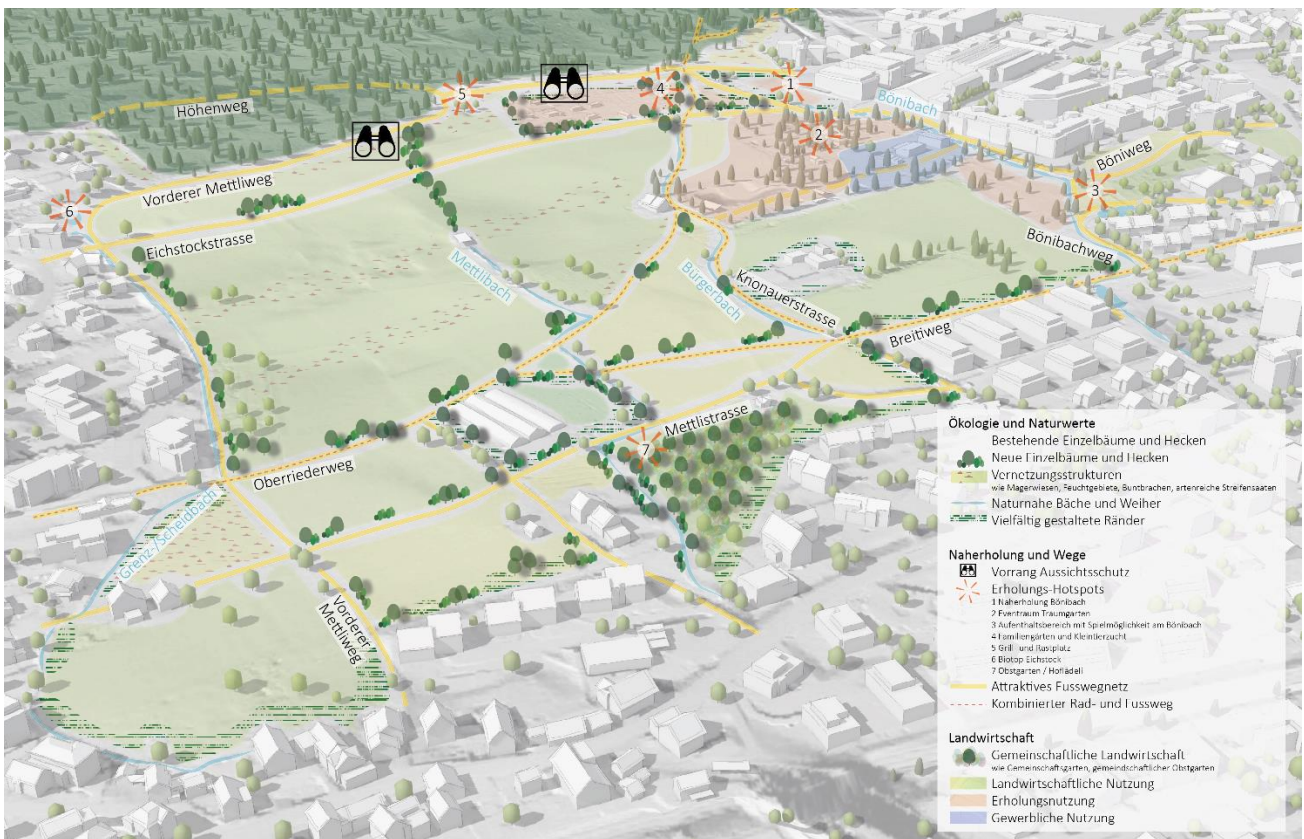 Höhenweg
5
4
1
Bönibach
2
Böniweg
3
Vorderer Mettliweg
6
Eichstockstrasse
Mettlibach
Bürgerbach
Knonauerstrasse
Bönibachweg
Breitiweg
Mettlistrasse
7
Oberriederweg
Grenz-/Scheidbach
Vorderer
Mettliweg
Ökologie und Naturwerte
Bestehende Einzelbäume und Hecken
Neue Einzelbäume und Hecken
Vernetzungsstrukturen
wie Magerwiesen, Feuchtgebiete, Buntbrachen, artenreiche Streifensaaten
Naturnahe Bäche und Weiher
Vielfältig gestaltete Ränder
Naherholung und Wege
Vorrang Aussichtsschutz
Erholungs-Hotspots
1 Naherholung Bönibach
2 Eventraum Traumgarten
3 Aufenthaltsbereich mit Spielmöglichkeit am Bönibach
4 Familiengärten und Kleintierzucht
5 Grill- und Rastplatz
6 Biotop Eichstock
7 Obstgarten / Hoflädeli
Attraktives Fusswegnetz
Kombinierter Rad- und Fussweg
Landwirtschaft
Gemeinschaftliche Landwirtschaft
wie Gemeinschaftsgarten, gemeindschaftlicher Obstgarten
Landwirtschaftliche Nutzung
Erholungsnutzung
Gewerbliche Nutzung